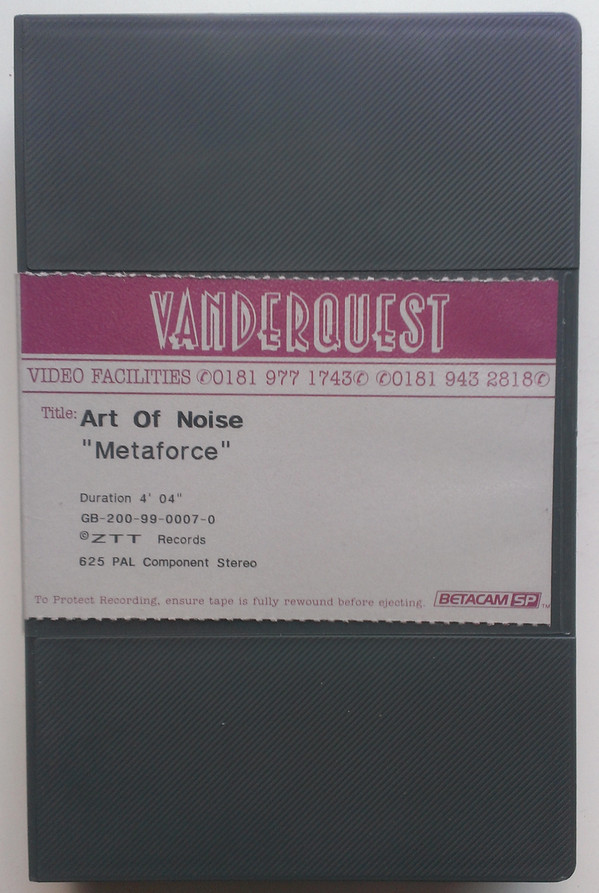 VANDERQUEST
VIDEO FACILITIES ✆0181 977 1743✆ ✆0181 943 2818✆
Title: Art Of Noise
"Metaforce"
Duration 4' 04"
GB-200-99-0007-0
©ZTT Records
625 PAL Component Stereo
To Protect Recording, ensure tape is fully rewound before ejecting. BETACAM SP™